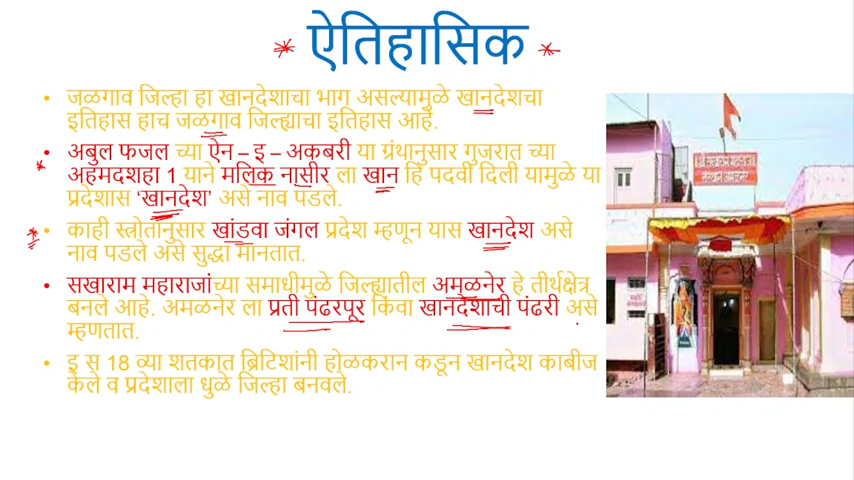 ऐतिहासिक
• जळगाव जिल्हा हा खानदेशाचा भाग असल्यामुळे खानदेशचा
इतिहास हाच जळगाव जिल्ह्याचा इतिहास आहे.
• अबुल फजल च्या ऐन – इ – अकबरी या ग्रंथानुसार गुजरात च्या
अहमदशहा 1 याने मलिक नासीर ला खान हि पदवी दिली यामुळे या
प्रदेशास ‘खानदेश’ असे नाव पडले.
• काही स्त्रोतांनुसार खांडवा जंगल प्रदेश म्हणून यास खानदेश असे
नाव पडले असे सुद्धा मानतात.
• सखाराम महाराजांच्या समाधीमुळे जिल्ह्यातील अमळनेर हे तीर्थक्षेत्र
बनले आहे. अमळनेर ला प्रती पंढरपूर किंवा खानदेशाची पंढरी असे
म्हणतात.
• इ स 18 व्या शतकात ब्रिटिशांनी होळकरान कडून खानदेश काबीज
केले व प्रदेशाला धुळे जिल्हा बनवले.